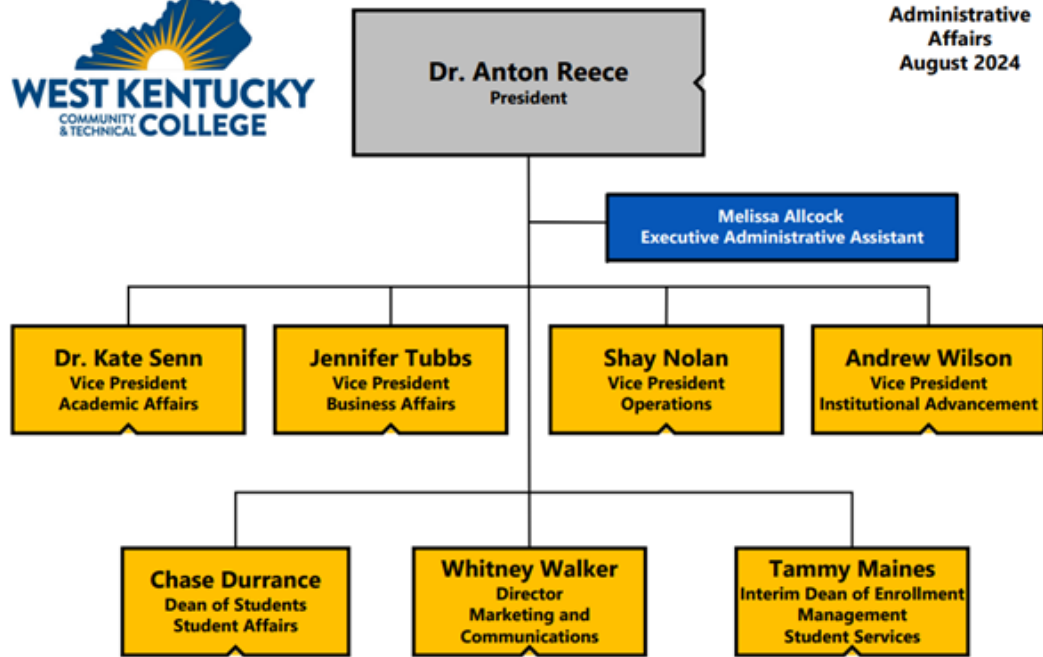 WEST KENTUCKY
COMMUNITY
& TECHNICAL
COLLEGE
Dr. Anton Reece
President
Administrative
Affairs
August 2024
Melissa Allcock
Executive Administrative Assistant
Dr. Kate Senn
Vice President
Academic Affairs
Jennifer Tubbs
Vice President
Business Affairs
Shay Nolan
Vice President
Operations
Andrew Wilson
Vice President
Institutional Advancement
Chase Durrance
Dean of Students
Student Affairs
Whitney Walker
Director
Marketing and
Communications
Tammy Maines
Interim Dean of Enrollment
Management
Student Services